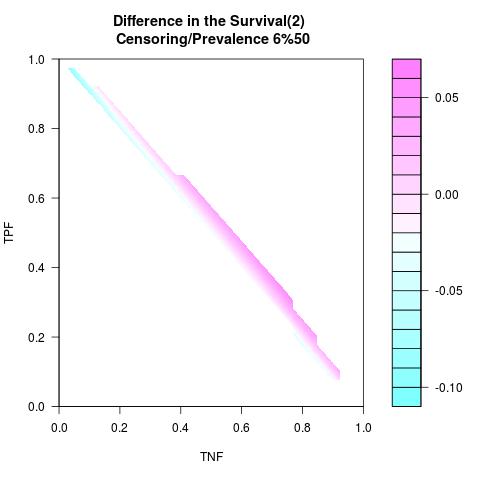 Difference in the Survival(2)
Censoring/Prevalence 6%50
1.0
0.8
0.6
0.4
0.2
0.0
TPF
0.0 0.2 0.4 0.6 0.8 1.0
TNF
0.05
0.00
-0.05
-0.10